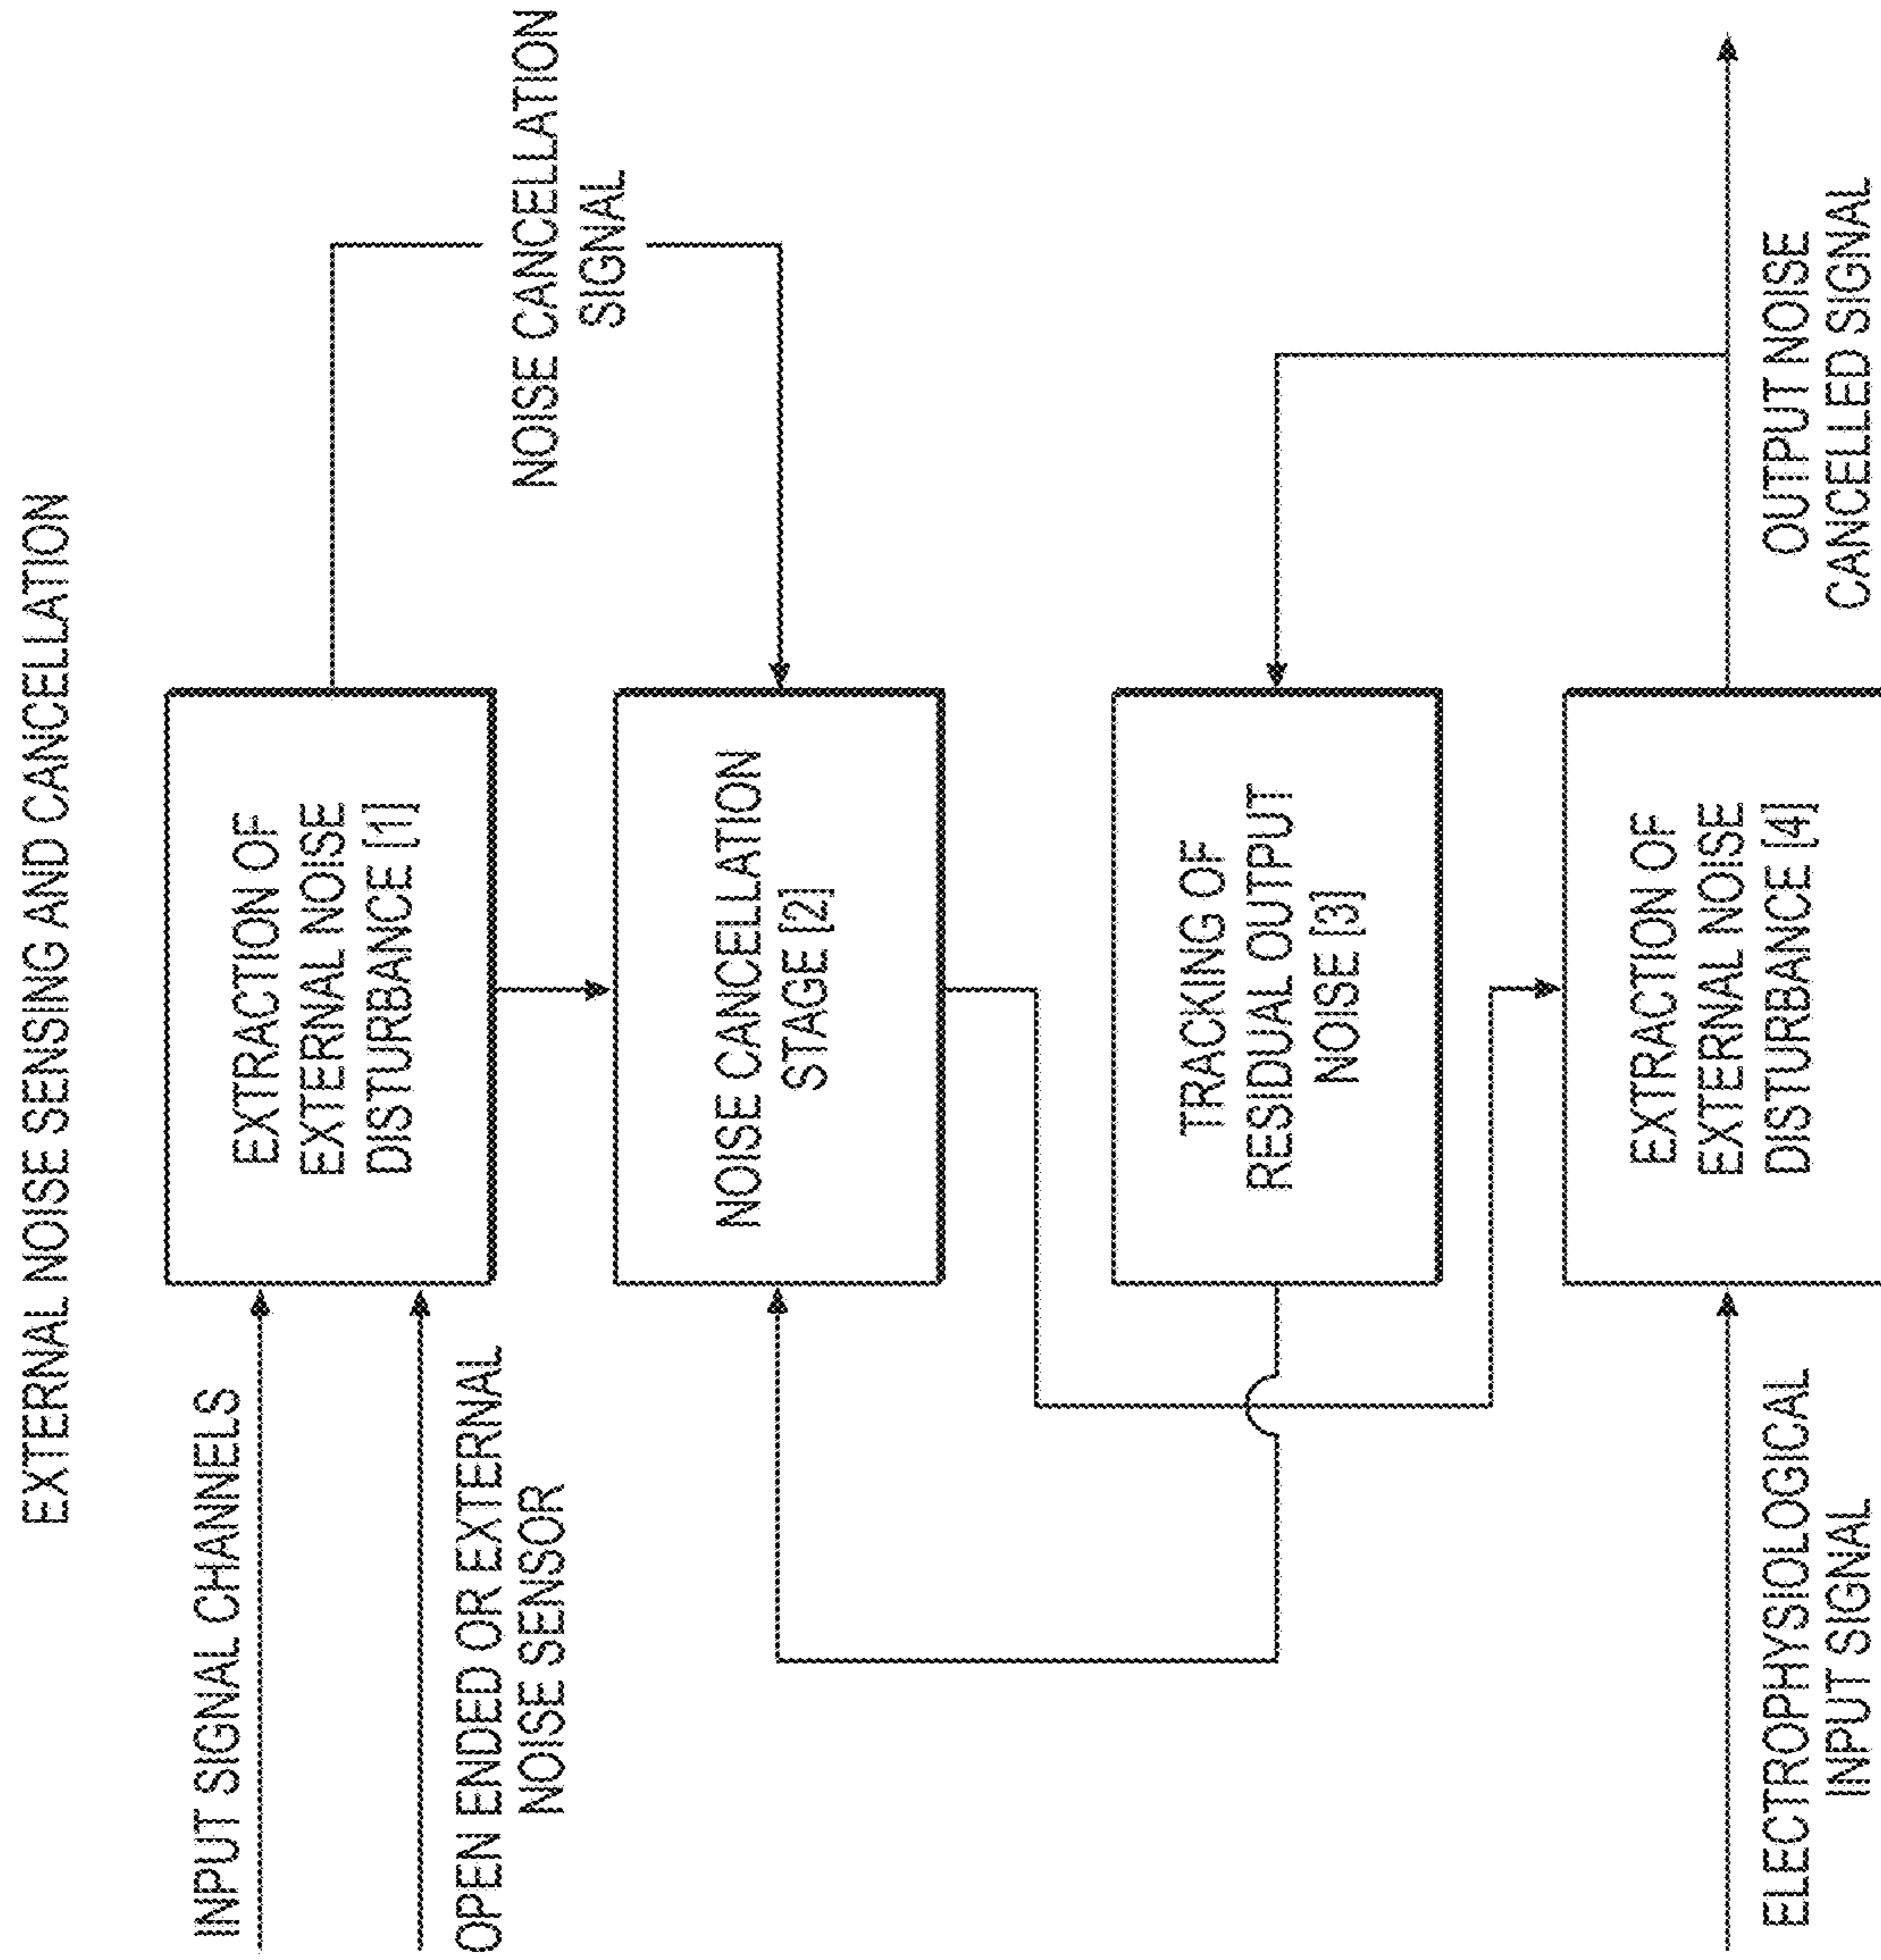 EXTERNAL NOISE SENSING AND CANCELLATION
INPUT SIGNAL CHANNELS
OPEN ENDED OR EXTERNAL
NOISE SENSOR
EXTRACTION OF
EXTERNAL NOISE
DISTURBANCE [1]
NOISE CANCELLATION
SIGNAL
NOISE CANCELLATION
STAGE [2]
TRACKING OF
RESIDUAL OUTPUT
NOISE [3]
ELECTROPHYSIOLOGICAL
INPUT SIGNAL
EXTRACTION OF
EXTERNAL NOISE
DISTURBANCE [4]
OUTPUT NOISE
CANCELLED SIGNAL